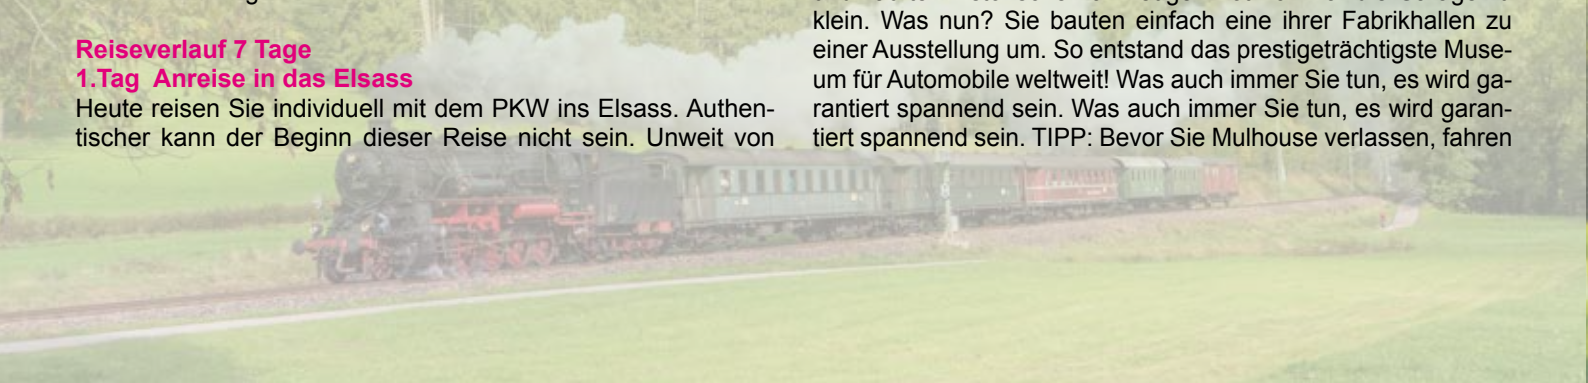 Reiseverlauf 7 Tage
1.Tag Anreise in das Elsass
Heute reisen Sie individuell mit dem PKW ins Elsass. Authen-
tischer kann der Beginn dieser Reise nicht sein. Unweit von
klein. Was nun? Sie bauten einfach eine ihrer Fabrikhallen zu
einer Ausstellung um. So entstand das prestigeträchtigste Muse-
um für Automobile weltweit! Was auch immer Sie tun, es wird ga-
rantiert spannend sein. Was auch immer Sie tun, es wird garan-
tiert spannend sein. TIPP: Bevor Sie Mulhouse verlassen, fahren